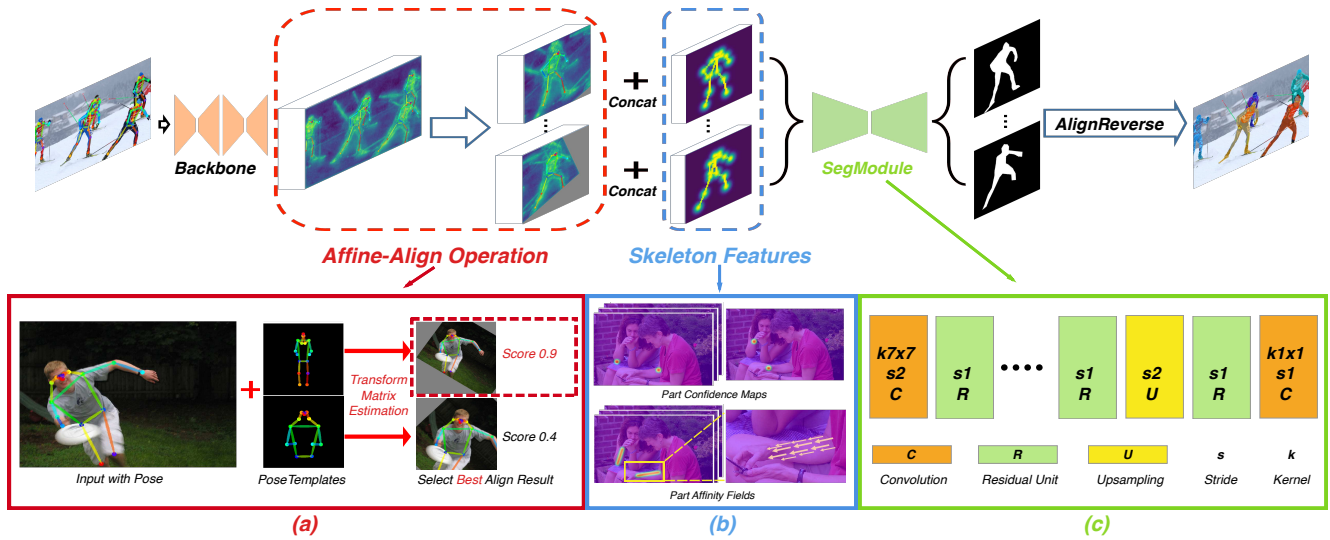 Backbone
Concat
Concat
SegModule
AlignReverse
Affine-Align Operation
Skeleton Features
Input with Pose
Pose Templates
Transform
Matrix
Estimation
Score 0.9
Score 0.4
Select Best Align Result
(a)
Part Confidence Maps
Part Affinity Fields
(b)
k7x7
s2
C
s1
R
s1
R
s2
U
s1
R
k1x1
s1
C
C
R
U
s
k
Convolution
Residual Unit
Upsampling
Stride
Kernel
(c)